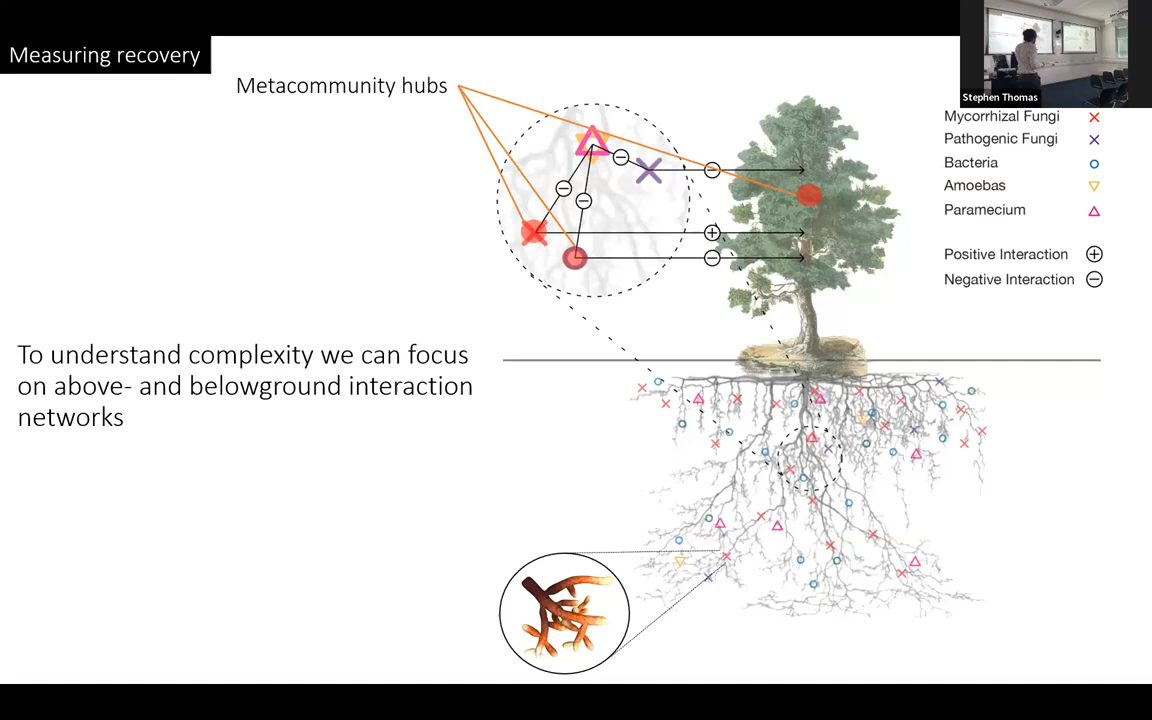 Measuring recovery
Metacommunity hubs
Stephen Thomas
Mycorrhizal Fungi
Pathogenic Fungi
Bacteria
Amoebas
Paramecium
Positive Interaction
Negative Interaction
To understand complexity we can focus
on above- and belowground interaction
networks